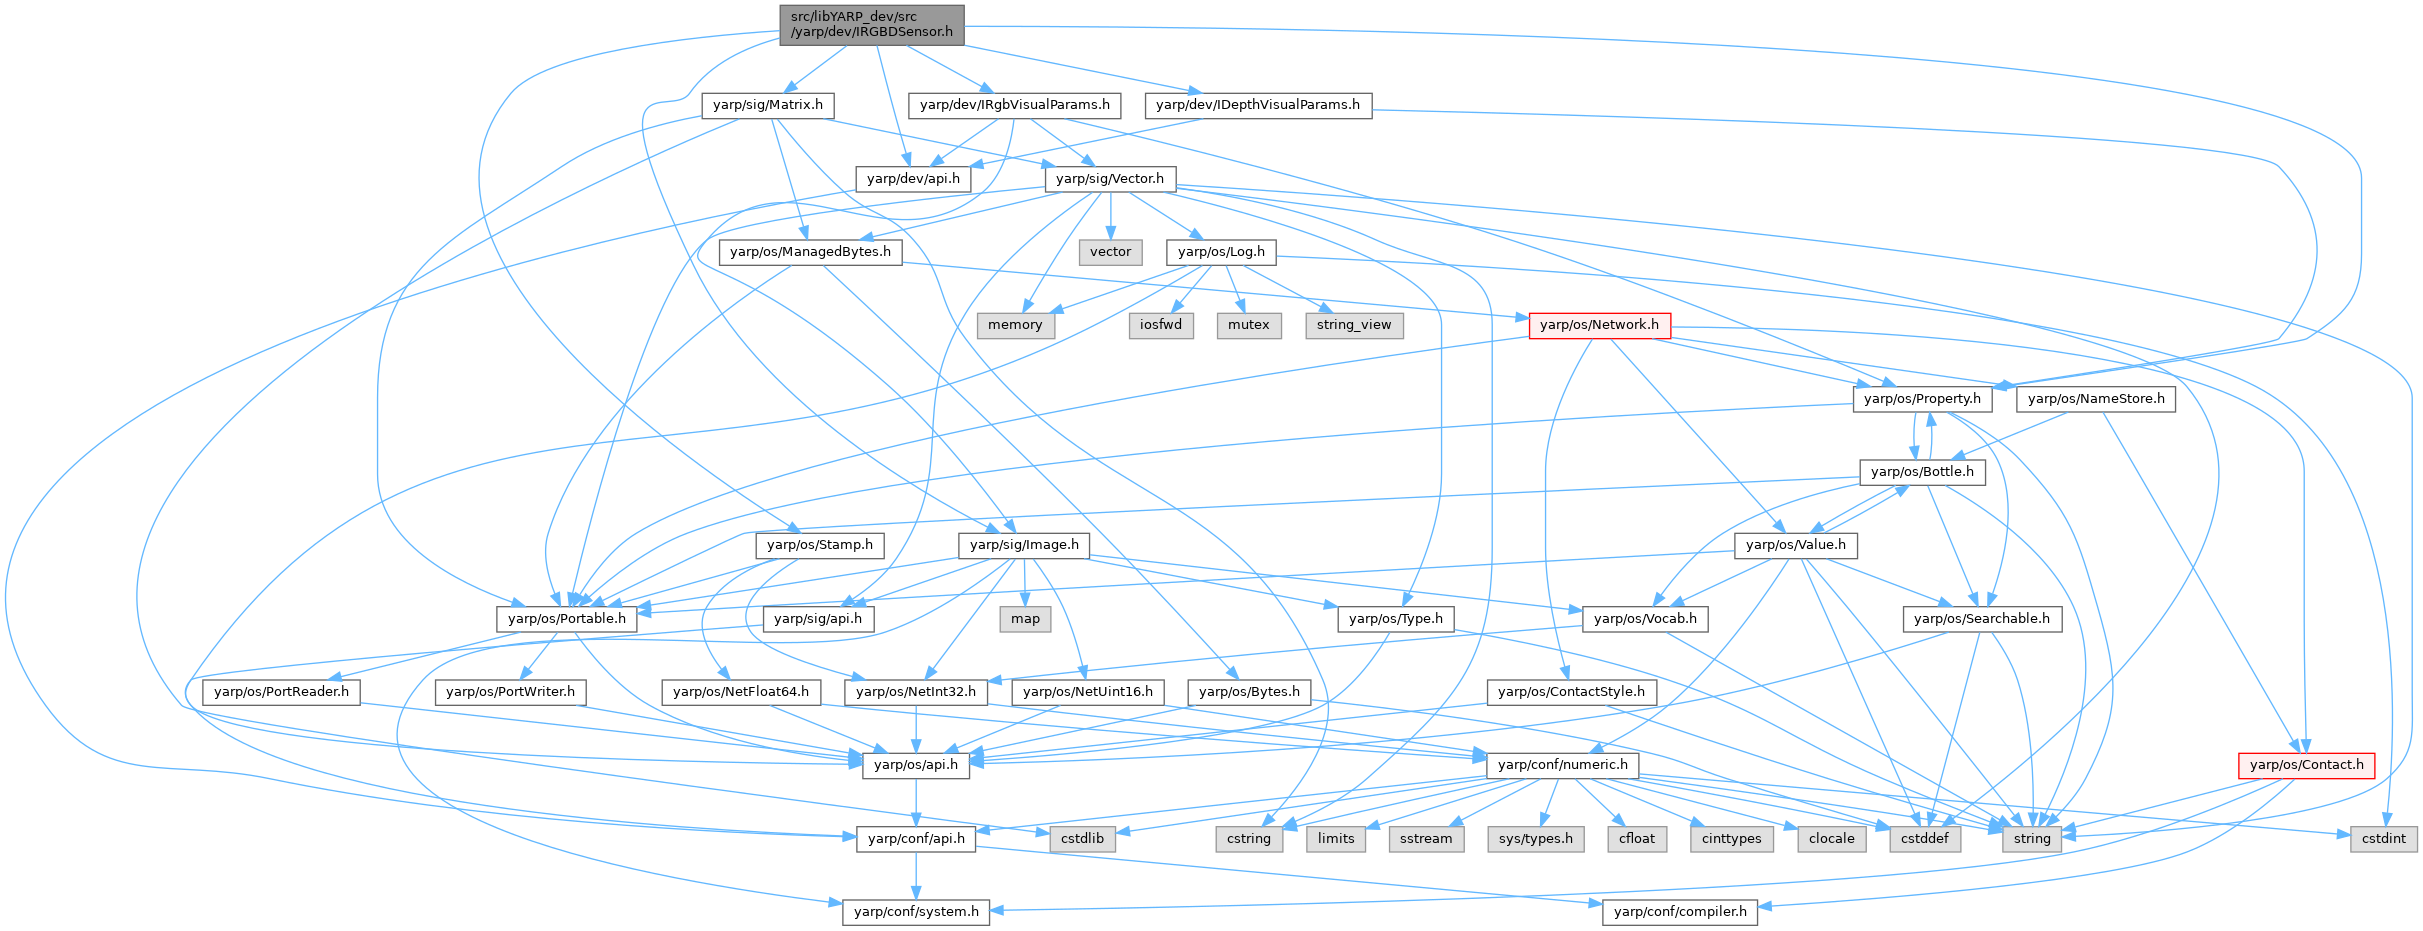 src/libYARP_dev/src
/yarp/dev/IRGBDSensor.h
yarp/sig/Matrix.h
yarp/dev/IRgbVisualParams.h
yarp/dev/IDepthVisualParams.h
yarp/dev/api.h
yarp/sig/Vector.h
yarp/os/ManagedBytes.h
vector
yarp/os/Log.h
memory
iosfwd
mutex
string_view
yarp/os/Network.h
yarp/os/Property.h
yarp/os/NameStore.h
yarp/os/Bottle.h
yarp/os/Stamp.h
yarp/sig/Image.h
yarp/os/Value.h
yarp/os/Portable.h
yarp/sig/api.h
map
yarp/os/Type.h
yarp/os/Vocab.h
yarp/os/Searchable.h
yarp/os/PortReader.h
yarp/os/PortWriter.h
yarp/os/NetFloat64.h
yarp/os/NetInt32.h
yarp/os/NetUint16.h
yarp/os/Bytes.h
yarp/os/ContactStyle.h
yarp/os/api.h
yarp/conf/numeric.h
yarp/os/Contact.h
yarp/conf/api.h
cstdlib
cstring
limits
sstream
sys/types.h
cfloat
cinttypes
clocale
cstddef
string
cstdint
yarp/conf/system.h
yarp/conf/compiler.h